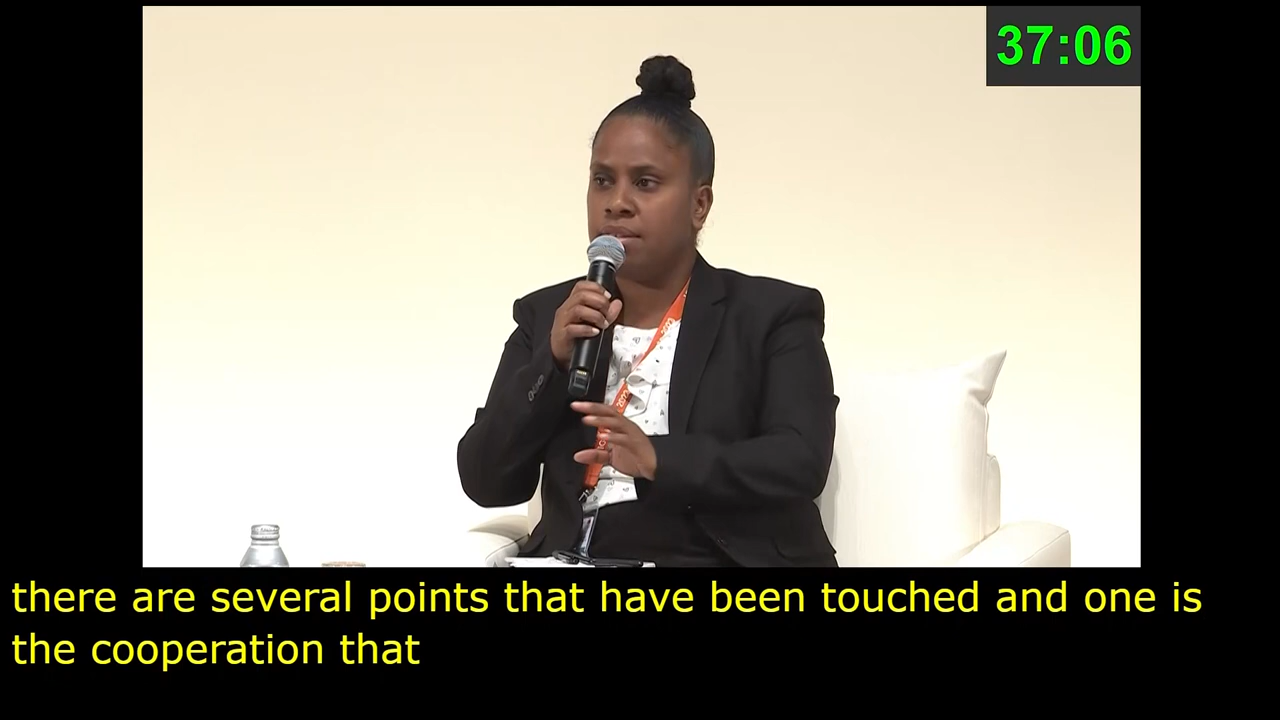 37:06
there are several points that have been touched and one is
the cooperation that